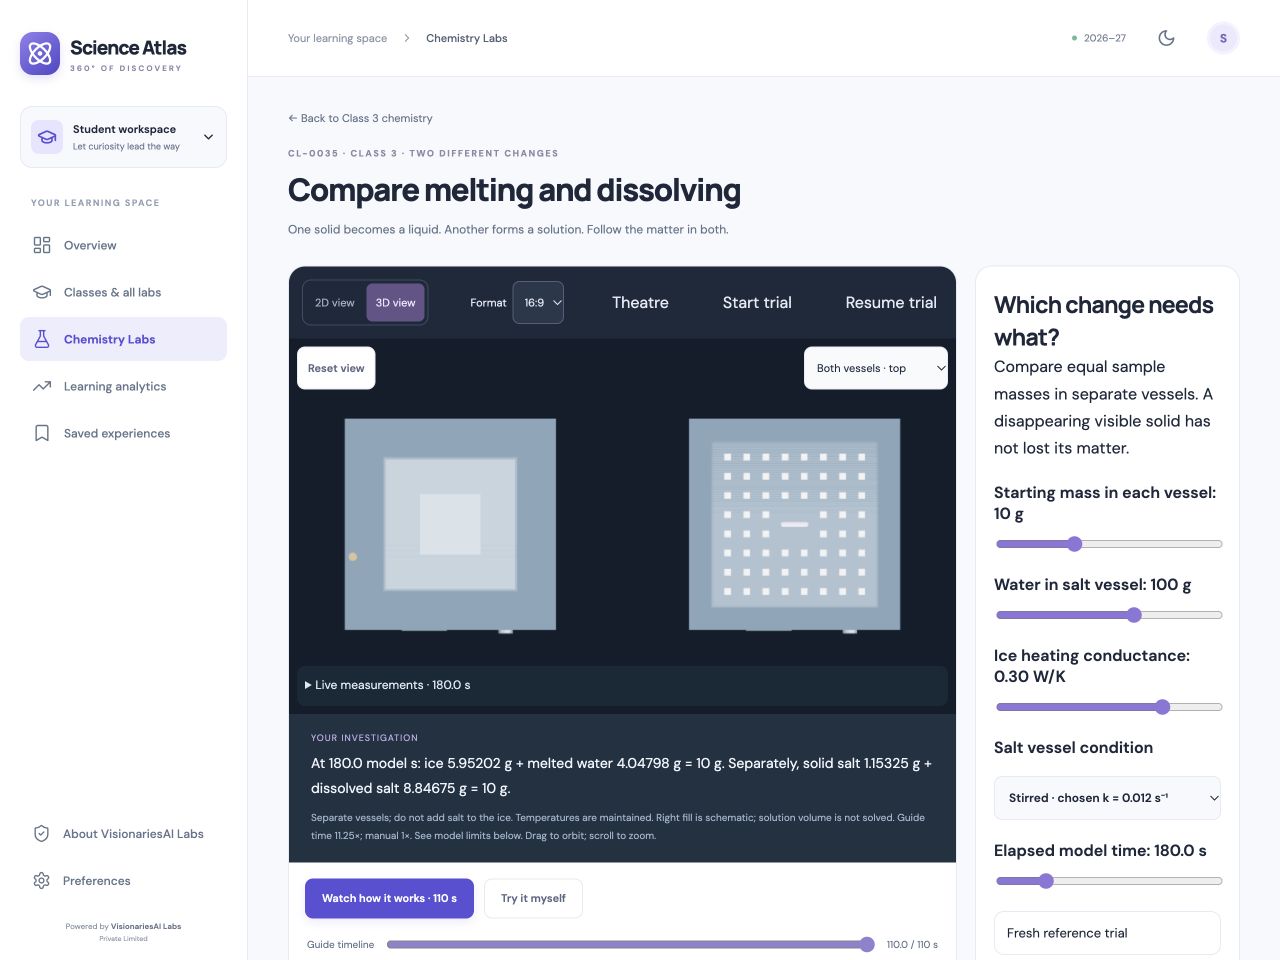 Science Atlas
360° OF DISCOVERY
Student workspace
Let curiosity lead the way
YOUR LEARNING SPACE
Overview
Classes & all labs
Chemistry Labs
Learning analytics
Saved experiences
About VisionariesAI Labs
Preferences
Powered by VisionariesAI Labs
Private Limited
Your learning space > Chemistry Labs
2026–27
S
← Back to Class 3 chemistry
CL-0035 · CLASS 3 · TWO DIFFERENT CHANGES
Compare melting and dissolving
One solid becomes a liquid. Another forms a solution. Follow the matter in both.
2D view
3D view
Format
16:9
Theatre
Start trial
Resume trial
Reset view
Both vessels · top
▶ Live measurements · 180.0 s
YOUR INVESTIGATION
At 180.0 model s: ice 5.95202 g + melted water 4.04798 g = 10 g. Separately, solid salt 1.15325 g +
dissolved salt 8.84675 g = 10 g.
Separate vessels; do not add salt to the ice. Temperatures are maintained. Right fill is schematic; solution volume is not solved. Guide
time 11.25×; manual 1×. See model limits below. Drag to orbit; scroll to zoom.
Watch how it works · 110 s
Try it myself
Guide timeline
110.0 / 110 s
Which change needs
what?
Compare equal sample
masses in separate vessels. A
disappearing visible solid has
not lost its matter.
Starting mass in each vessel:
10 g
Water in salt vessel: 100 g
Ice heating conductance:
0.30 W/K
Salt vessel condition
Stirred · chosen k = 0.012 s⁻¹
Elapsed model time: 180.0 s
Fresh reference trial